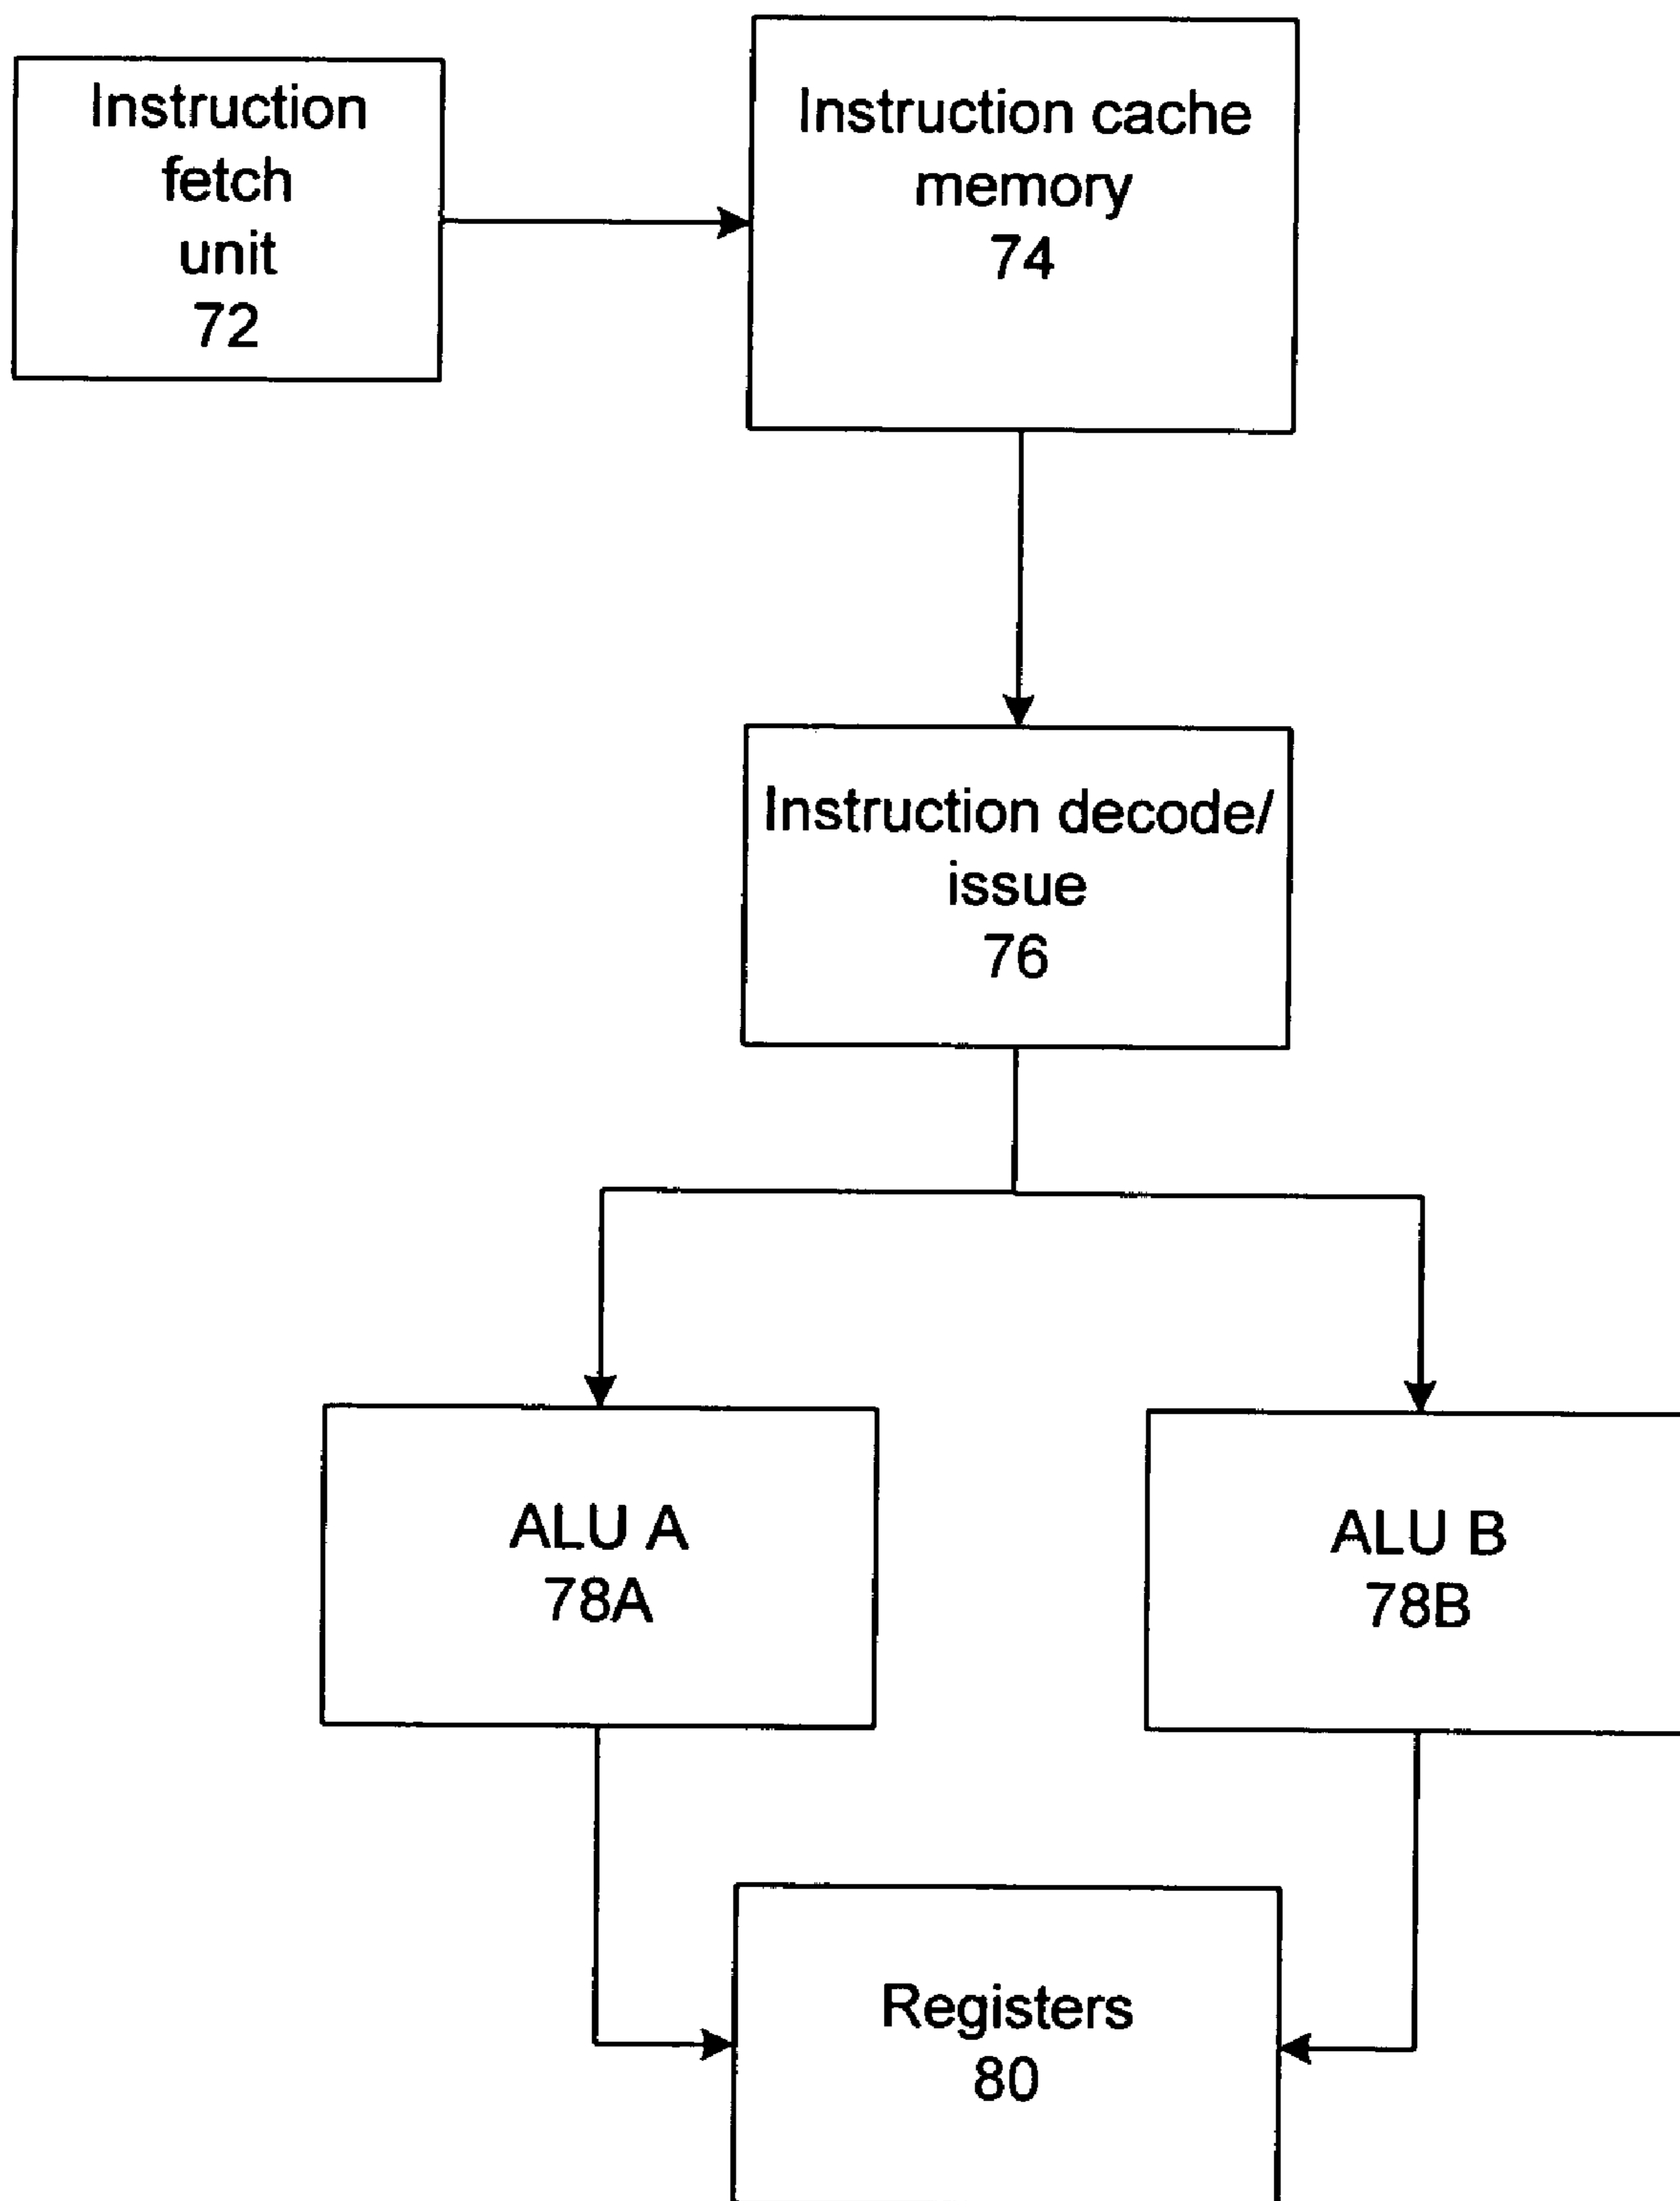 Instruction
fetch
unit
72
Instruction cache
memory
74
Instruction decode/
issue
76
ALU A
78A
ALU B
78B
Registers
80